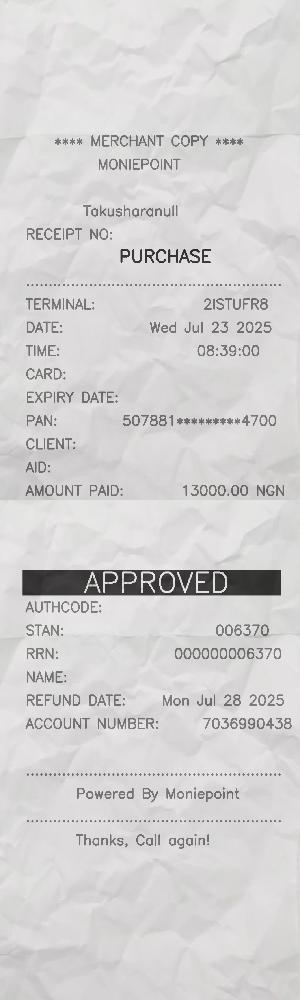 **** MERCHANT COPY ****
MONIEPOINT
Takusharanull
RECEIPT NO:
PURCHASE
TERMINAL: 2ISTUFR8
DATE: Wed Jul 23 2025
TIME: 08:39:00
CARD:
EXPIRY DATE:
PAN: 507881*********4700
CLIENT:
AID:
AMOUNT PAID: 13000.00 NGN
APPROVED
AUTHCODE:
STAN: 006370
RRN: 000000006370
NAME:
REFUND DATE: Mon Jul 28 2025
ACCOUNT NUMBER: 7036990438
Powered By Moniepoint
Thanks, Call again!